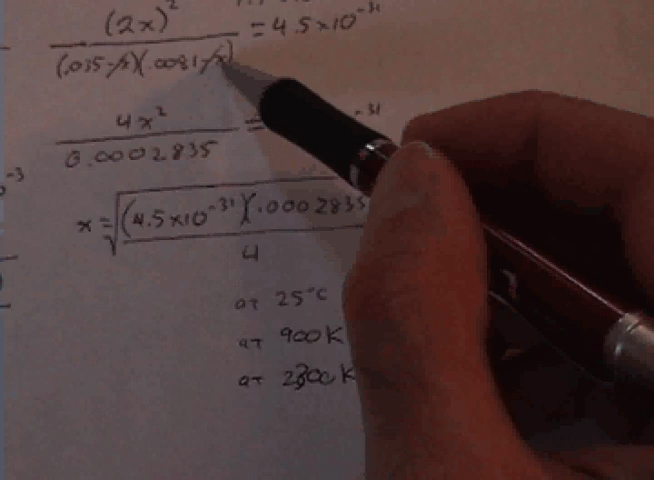 (2x)² = 4.5×10⁻³¹
(.035-x)(.0081-x)
4x² = ⁻³¹
0.0002835
x = √(4.5×10⁻³¹)(.0002835
4
at 25°C
at 900K
at 2300K